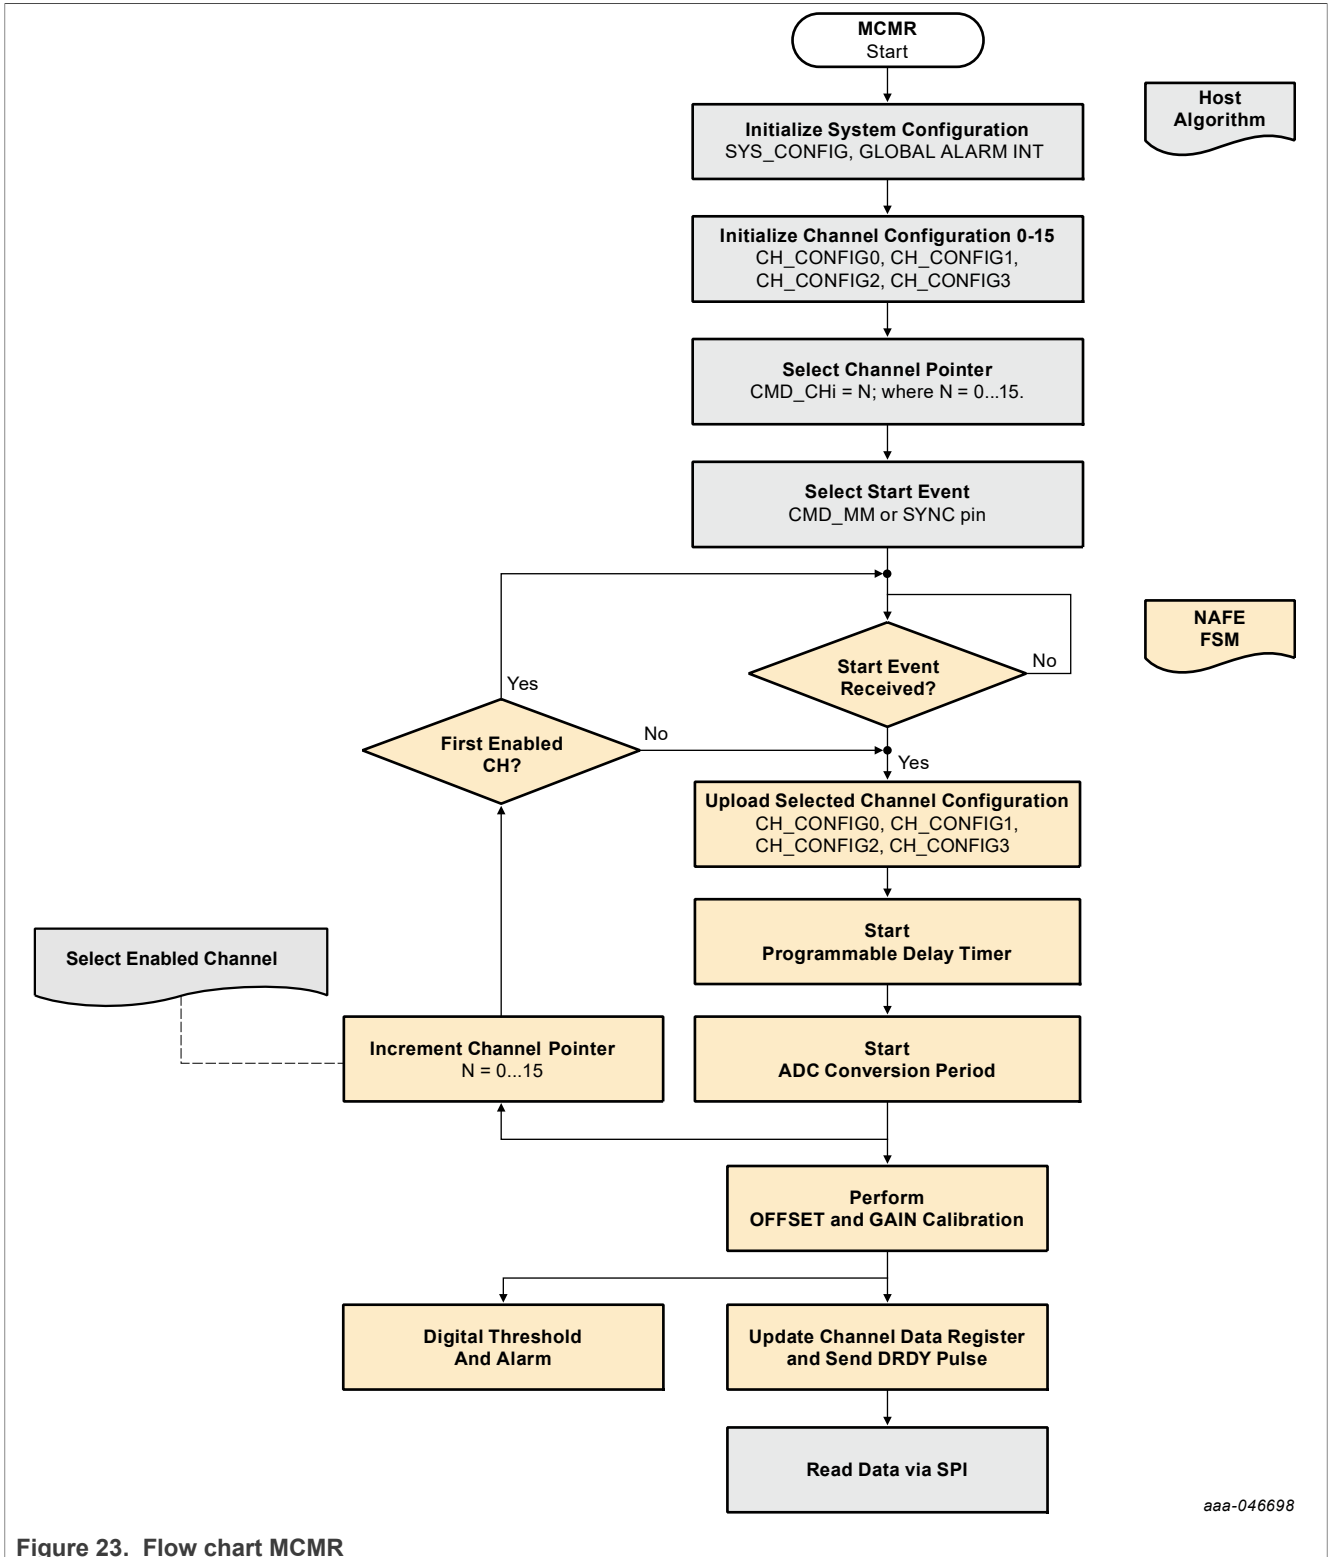 MCMR
Start
Host
Algorithm
Initialize System Configuration
SYS_CONFIG, GLOBAL ALARM INT
Initialize Channel Configuration 0-15
CH_CONFIG0, CH_CONFIG1,
CH_CONFIG2, CH_CONFIG3
Select Channel Pointer
CMD_CHi = N; where N = 0...15.
Select Start Event
CMD_MM or SYNC pin
NAFE
FSM
Start Event
Received?
No
Yes
First Enabled
CH?
No
Yes
Upload Selected Channel Configuration
CH_CONFIG0, CH_CONFIG1,
CH_CONFIG2, CH_CONFIG3
Start
Programmable Delay Timer
Select Enabled Channel
Increment Channel Pointer
N = 0...15
Start
ADC Conversion Period
Perform
OFFSET and GAIN Calibration
Digital Threshold
And Alarm
Update Channel Data Register
and Send DRDY Pulse
Read Data via SPI
aaa-046698
Figure 23. Flow chart MCMR